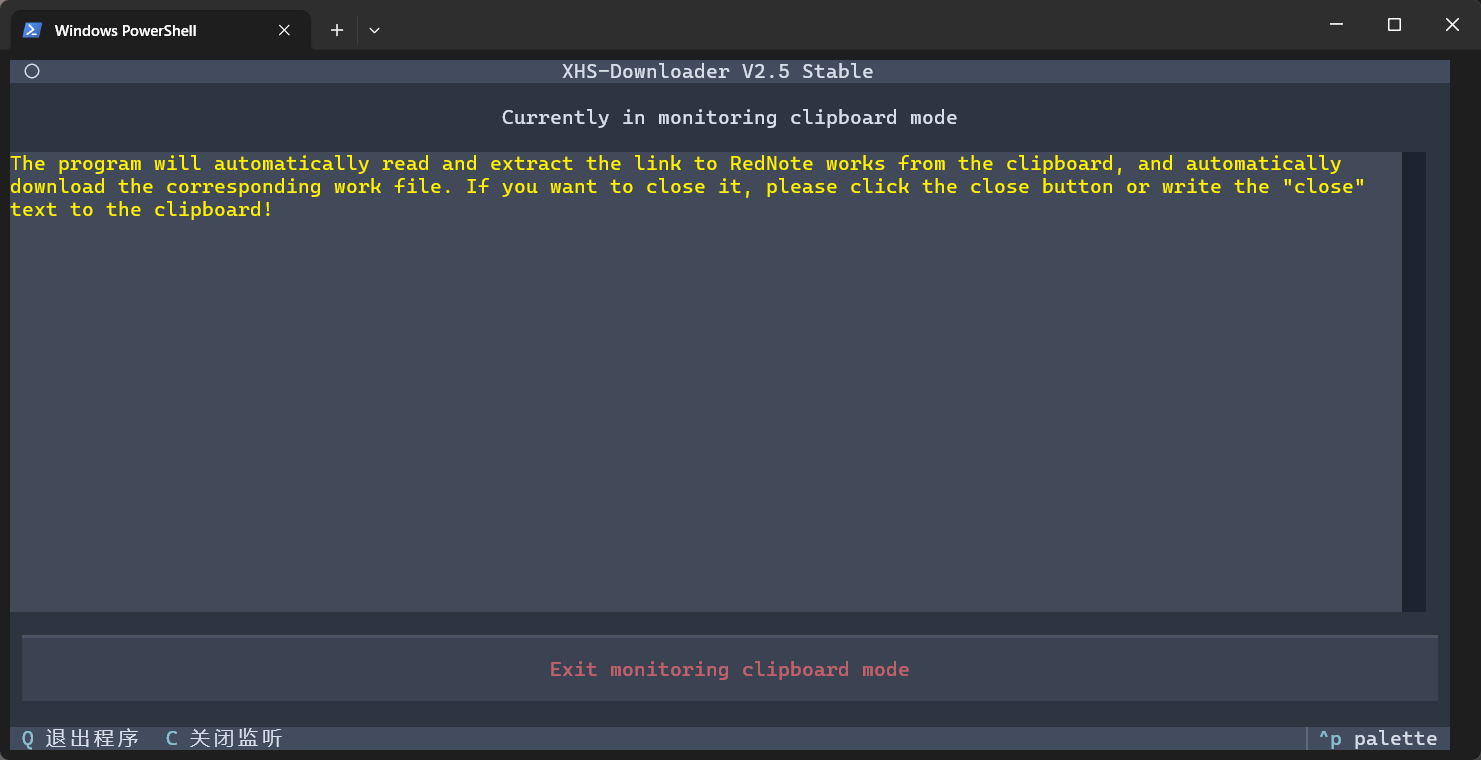 Windows PowerShell
XHS-Downloader V2.5 Stable
Currently in monitoring clipboard mode
The program will automatically read and extract the link to RedNote works from the clipboard, and automatically
download the corresponding work file. If you want to close it, please click the close button or write the "close"
text to the clipboard!
Exit monitoring clipboard mode
Q 退出程序 C 关闭监听 ^p palette